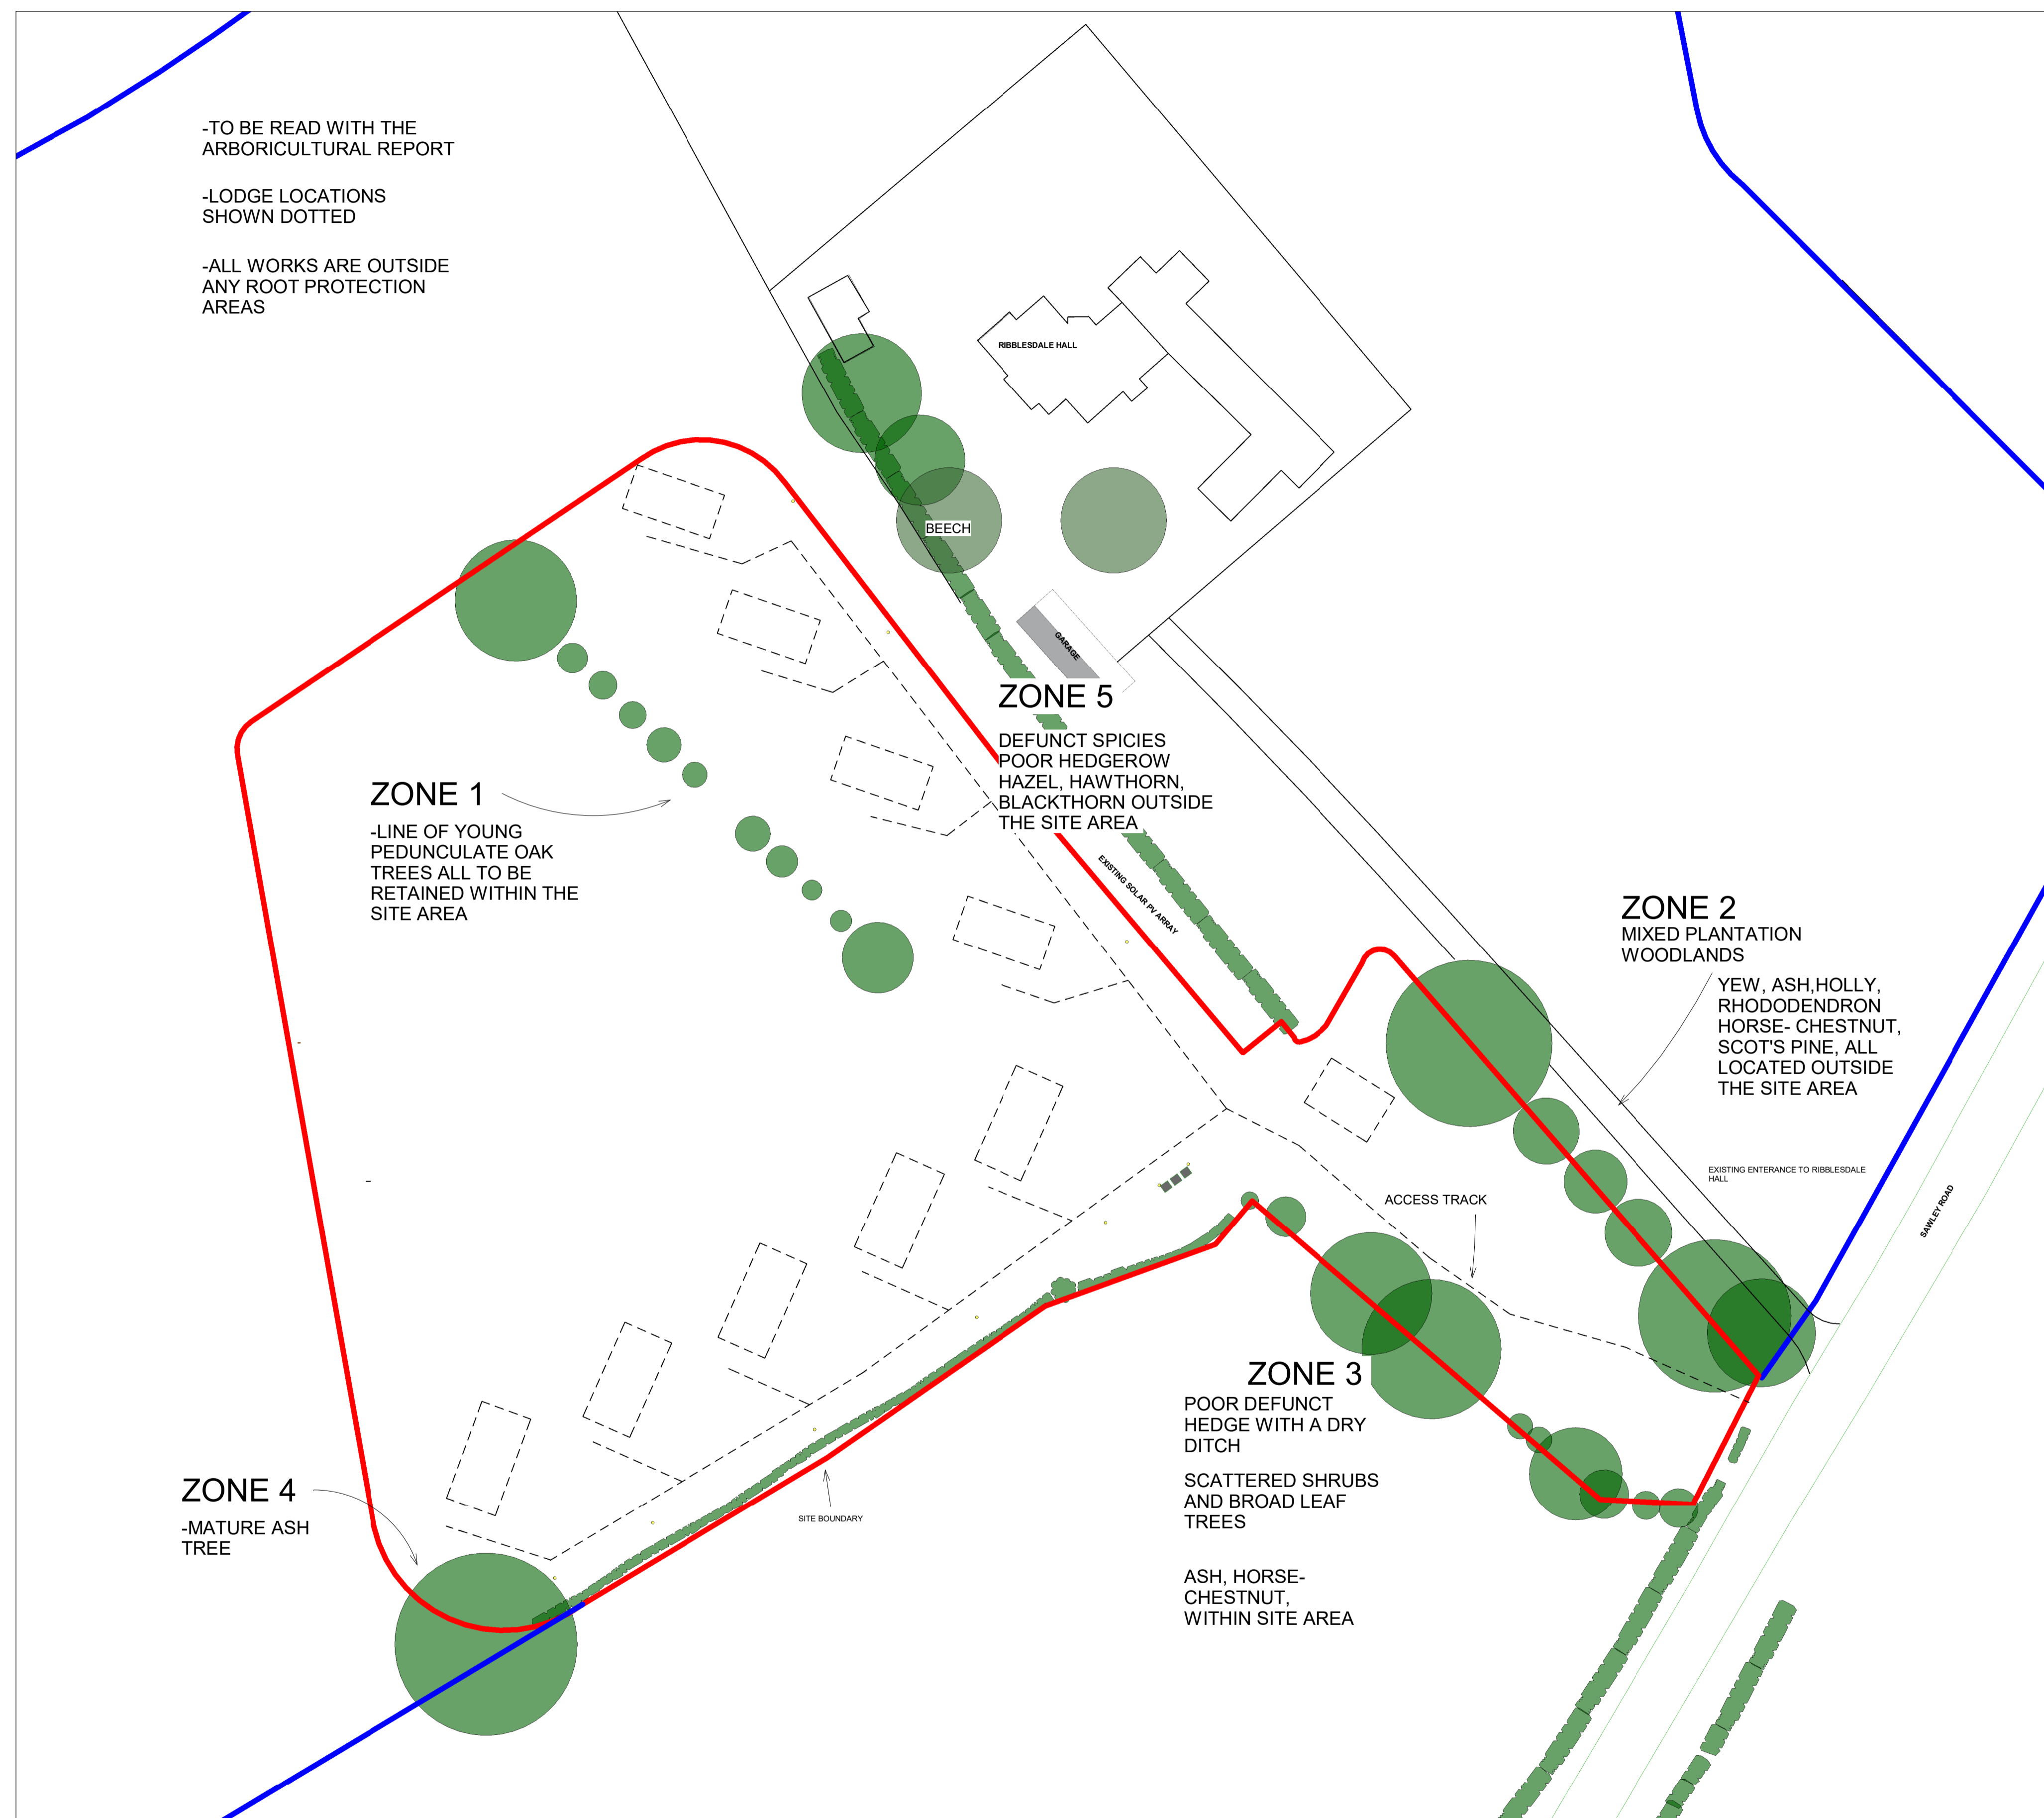 -TO BE READ WITH THE
ARBORICULTURAL REPORT
-LODGE LOCATIONS
SHOWN DOTTED
-ALL WORKS ARE OUTSIDE
ANY ROOT PROTECTION
AREAS
RIBBLESDALE HALL
BEECH
GARAGE
ZONE 5
DEFUNCT SPICIES
POOR HEDGEROW
HAZEL, HAWTHORN,
BLACKTHORN OUTSIDE
THE SITE AREA
EXISTING SOLAR PV ARRAY
ZONE 1
-LINE OF YOUNG
PEDUNCULATE OAK
TREES ALL TO BE
RETAINED WITHIN THE
SITE AREA
ZONE 2
MIXED PLANTATION
WOODLANDS
YEW, ASH,HOLLY,
RHODODENDRON
HORSE- CHESTNUT,
SCOT'S PINE, ALL
LOCATED OUTSIDE
THE SITE AREA
EXISTING ENTERANCE TO RIBBLESDALE
HALL
SAWLEY ROAD
ACCESS TRACK
ZONE 3
POOR DEFUNCT
HEDGE WITH A DRY
DITCH
SCATTERED SHRUBS
AND BROAD LEAF
TREES
ASH, HORSE-
CHESTNUT,
WITHIN SITE AREA
ZONE 4
-MATURE ASH
TREE
SITE BOUNDARY